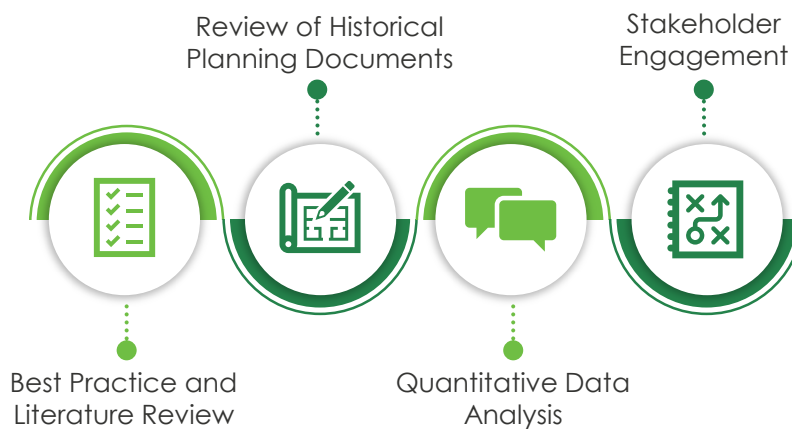 Review of Historical
Planning Documents
Stakeholder
Engagement
Best Practice and
Literature Review
Quantitative Data
Analysis